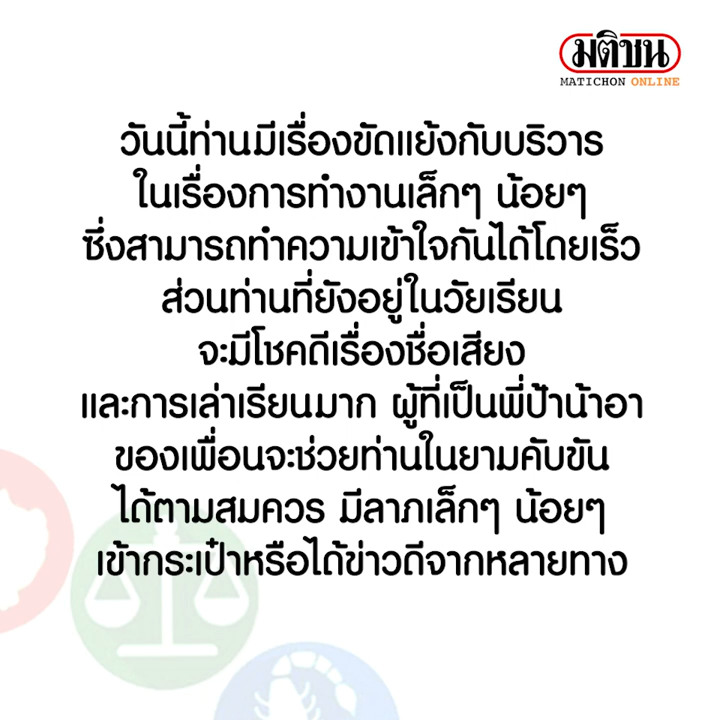 มติชน
MATICHON ONLINE
วันนี้ท่านมีเรื่องขัดแย้งกับบริวาร
ในเรื่องการทำงานเล็กๆ น้อยๆ
ซึ่งสามารถทำความเข้าใจกันได้โดยเร็ว
ส่วนท่านที่ยังอยู่ในวัยเรียน
จะมีโชคดีเรื่องชื่อเสียง
และการเล่าเรียนมาก ผู้ที่เป็นพี่ป้าน้าอา
ของเพื่อนจะช่วยท่านในยามคับขัน
ได้ตามสมควร มีลาภเล็กๆ น้อยๆ
เข้ากระเป๋าหรือได้ข่าวดีจากหลายทาง